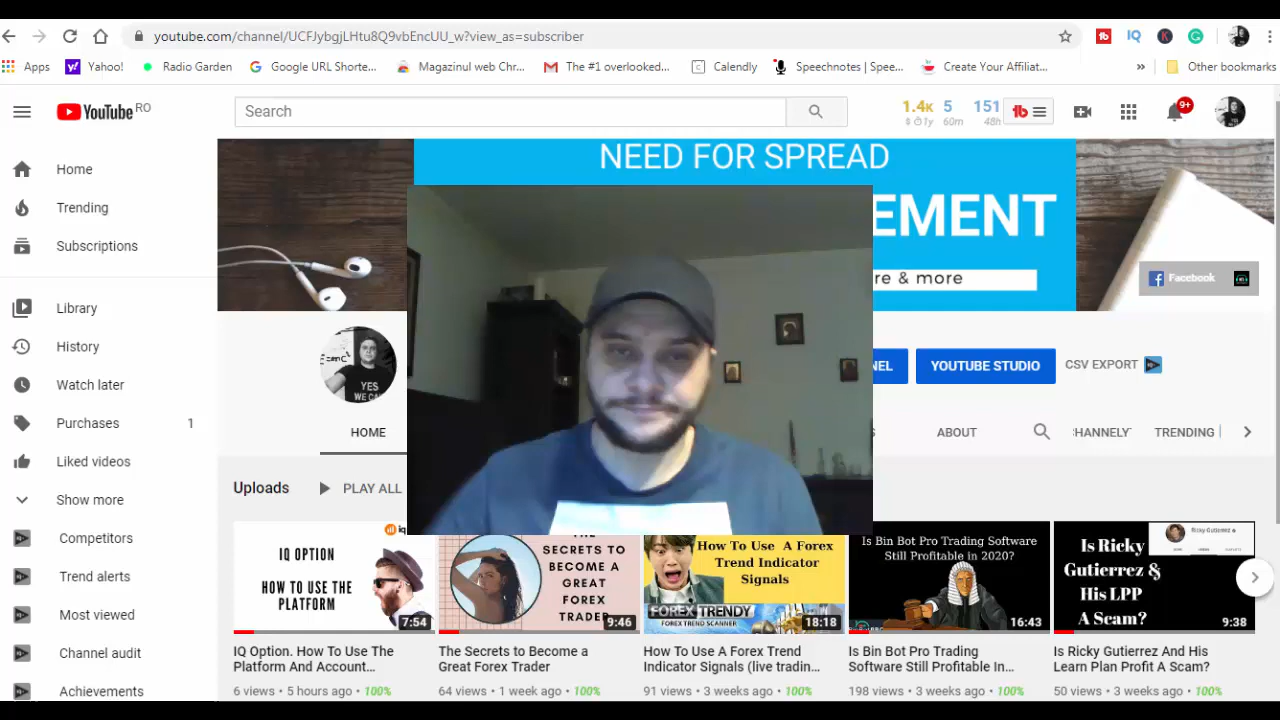 youtube.com/channel/UCFJybgjLHtu8Q9vbEncUU_w?view_as=subscriber
Apps Yahoo! Radio Garden Google URL Shorte... Magazinul web Chr... The #1 overlooked... Calendly Speechnotes | Spee... Create Your Affiliat... » Other bookmarks
YouTube RO
Search
1.4K 5 151
1y 60m 48h
9+
Home
Trending
Subscriptions
Library
History
Watch later
Purchases 1
Liked videos
Show more
Competitors
Trend alerts
Most viewed
Channel audit
Achievements
NEED FOR SPREAD
EMENT
re & more
Facebook
YES
WE CA
NEL
YOUTUBE STUDIO
CSV EXPORT
HOME
S
ABOUT
CHANNELY
TRENDING
Uploads PLAY ALL
iq
IQ OPTION
HOW TO USE THE
PLATFORM
7:54
THE
SECRETS TO
BECOME A
GREAT
FOREX
TRADER
9:46
How To Use A Forex
Trend Indicator
Signals
FOREX TRENDY
FOREX TREND SCANNER
18:18
Is Bin Bot Pro Trading Software
Still Profitable in 2020?
16:43
Ricky Gutierrez
Is Ricky
Gutierrez &
His LPP
A Scam?
9:38
IQ Option. How To Use The
Platform And Account...
6 views • 5 hours ago • 100%
The Secrets to Become a
Great Forex Trader
64 views • 1 week ago • 100%
How To Use A Forex Trend
Indicator Signals (live tradin...
91 views • 3 weeks ago • 100%
Is Bin Bot Pro Trading
Software Still Profitable In...
198 views • 3 weeks ago • 100%
Is Ricky Gutierrez And His
Learn Plan Profit A Scam?
50 views • 3 weeks ago • 100%